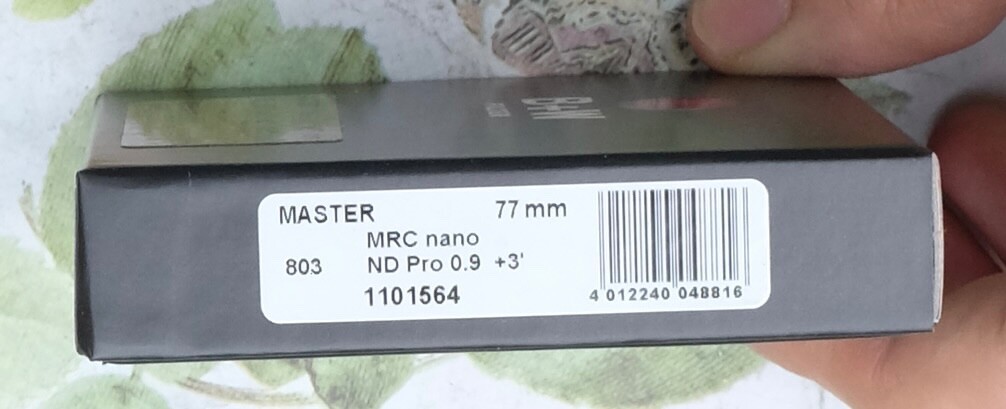 B+W
MASTER 77 mm
MRC nano
803 ND Pro 0.9 +3'
1101564
4 012240 048816